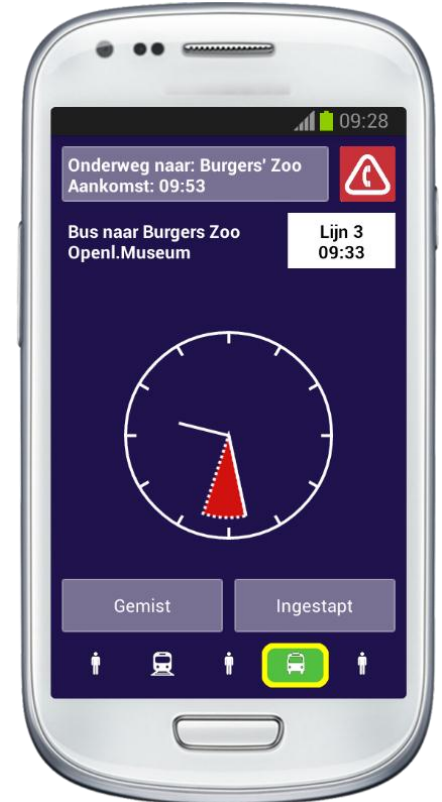 09:28
Onderweg naar: Burgers' Zoo
Aankomst: 09:53
Bus naar Burgers Zoo
Openl.Museum
Lijn 3
09:33
Gemist
Ingestapt